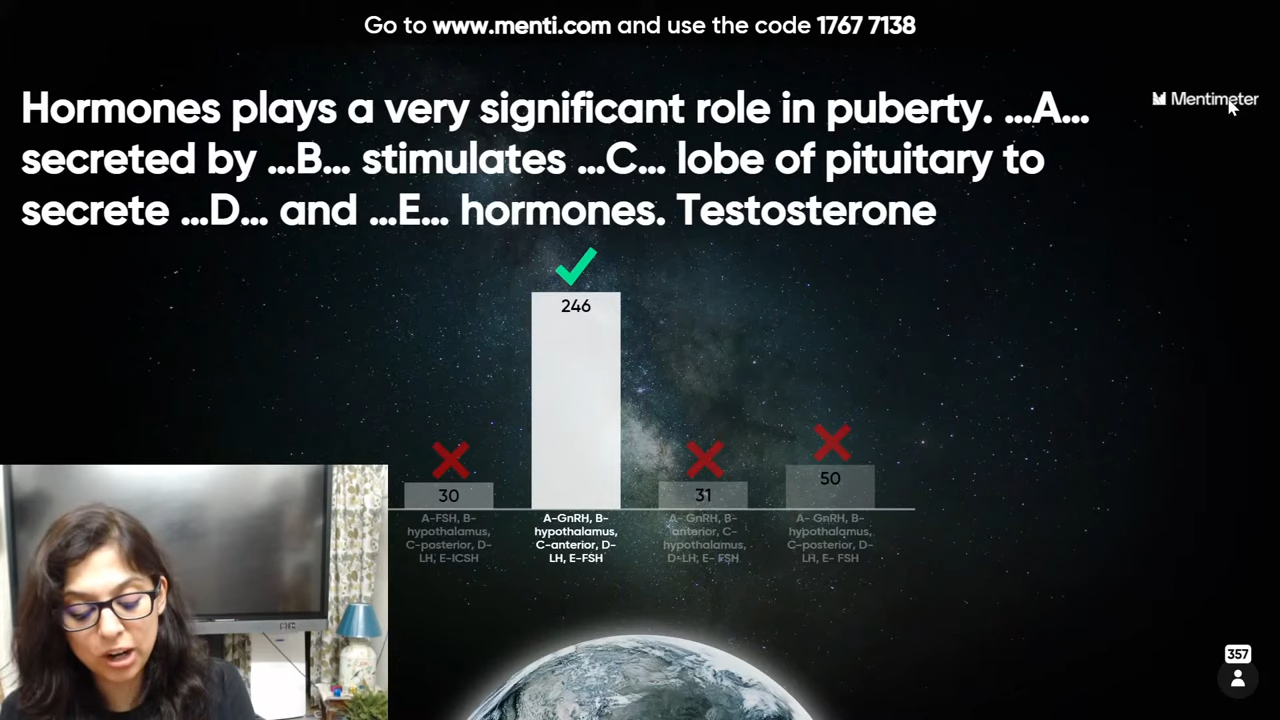 Go to www.menti.com and use the code 1767 7138
Hormones plays a very significant role in puberty. ...A...
secreted by ...B... stimulates ...C... lobe of pituitary to
secrete ...D... and ...E... hormones. Testosterone
Mentimeter
246
30
31
50
A-FSH, B-
hypothalamus,
C-posterior, D-
LH, E-ICSH
A-GnRH, B-
hypothalamus,
C-anterior, D-
LH, E-FSH
A- GnRH, B-
anterior, C-
hypothalamus,
D-LH; E- FSH
A- GnRH, B-
hypothalamus,
C-posterior, D-
LH, E- FSH
357